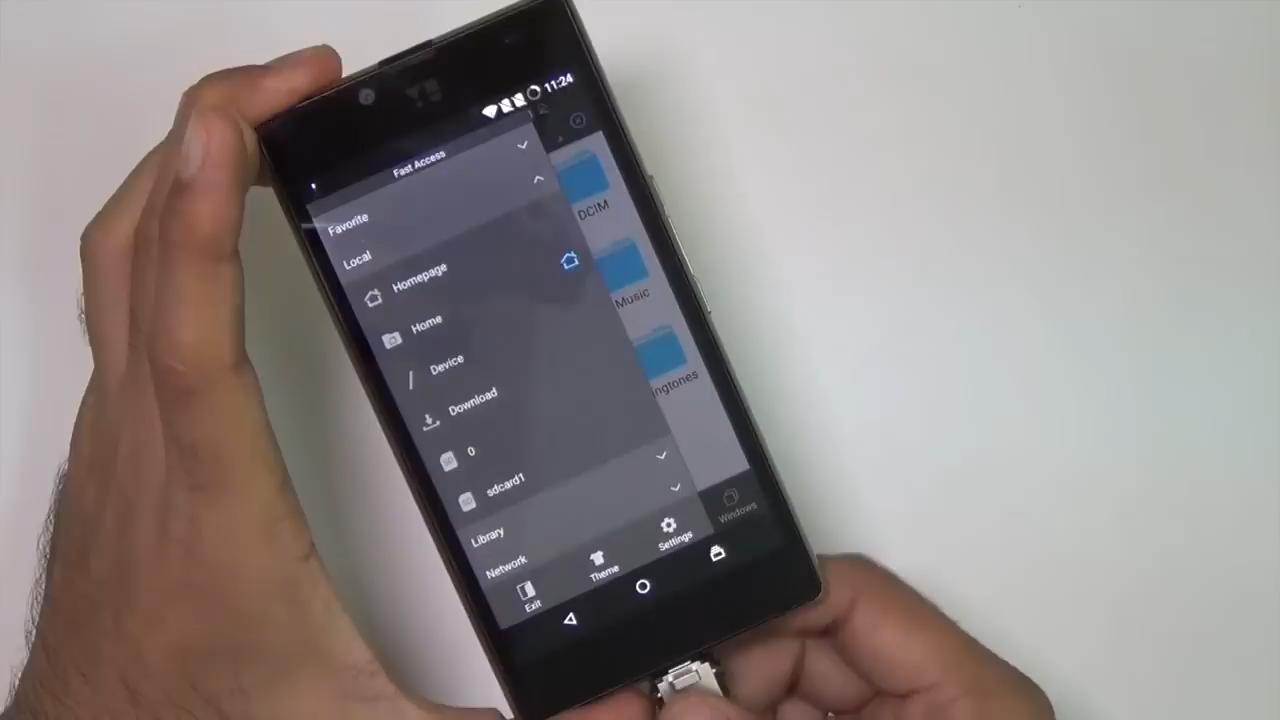 11:24
Fast Access
Favorite
Local
Homepage
Home
Device
Download
0
sdcard1
Library
Network
Exit
Theme
Settings
DCIM
Music
ingtones
Windows